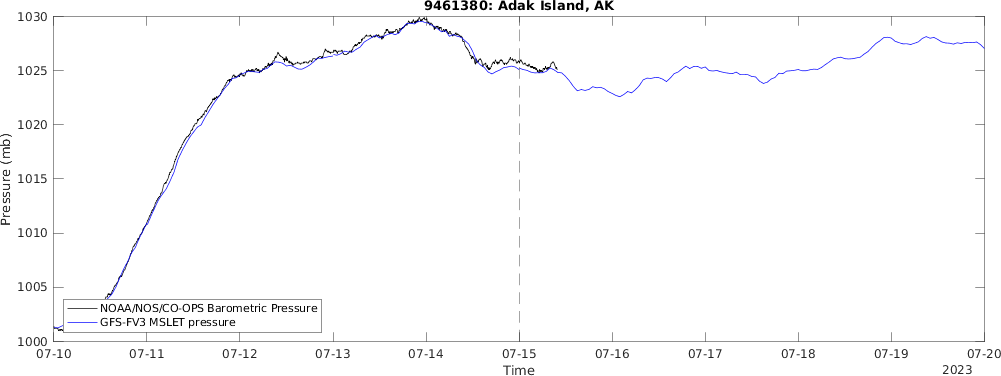 9461380: Adak Island, AK
1030
1025
1020
1015
1010
1005
1000
Pressure (mb)
NOAA/NOS/CO-OPS Barometric Pressure
GFS-FV3 MSLET pressure
07-10 07-11 07-12 07-13 07-14 07-15 07-16 07-17 07-18 07-19 07-20
Time
2023